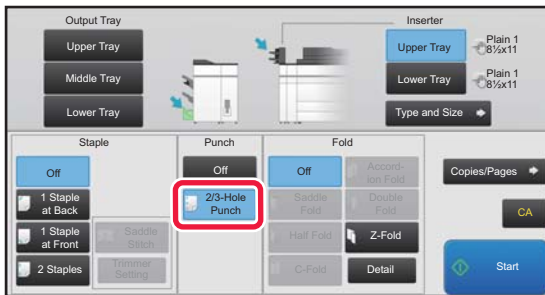 Output Tray
Inserter
Upper Tray
Middle Tray
Lower Tray
Upper Tray
Plain 1
8½x11
Lower Tray
Plain 1
8½x11
Type and Size
Staple
Punch
Fold
Off
1 Staple
at Back
1 Staple
at Front
2 Staples
Saddle
Stitch
Trimmer
Setting
Off
2/3-Hole
Punch
Off
Accord-
ion Fold
Saddle
Fold
Double
Fold
Half Fold
Z-Fold
C-Fold
Detail
Copies/Pages
CA
Start